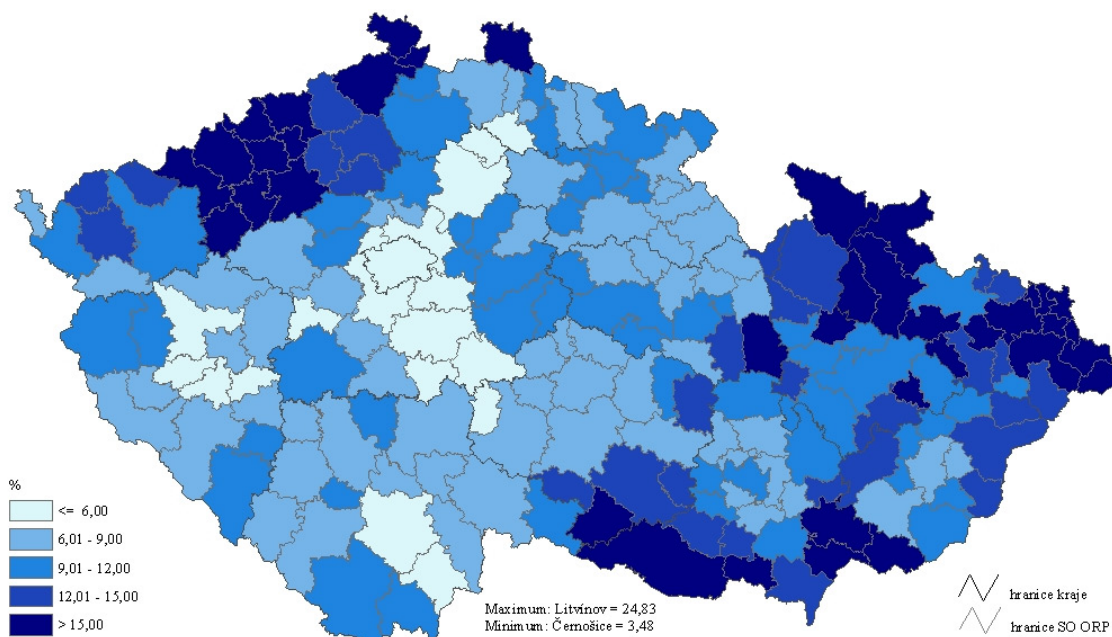 %
<= 6,00
6,01 - 9,00
9,01 - 12,00
12,01 - 15,00
> 15,00
Maximum: Litvínov = 24,83
Minimum: Černošice = 3,48
hranice kraje
hranice SO ORP